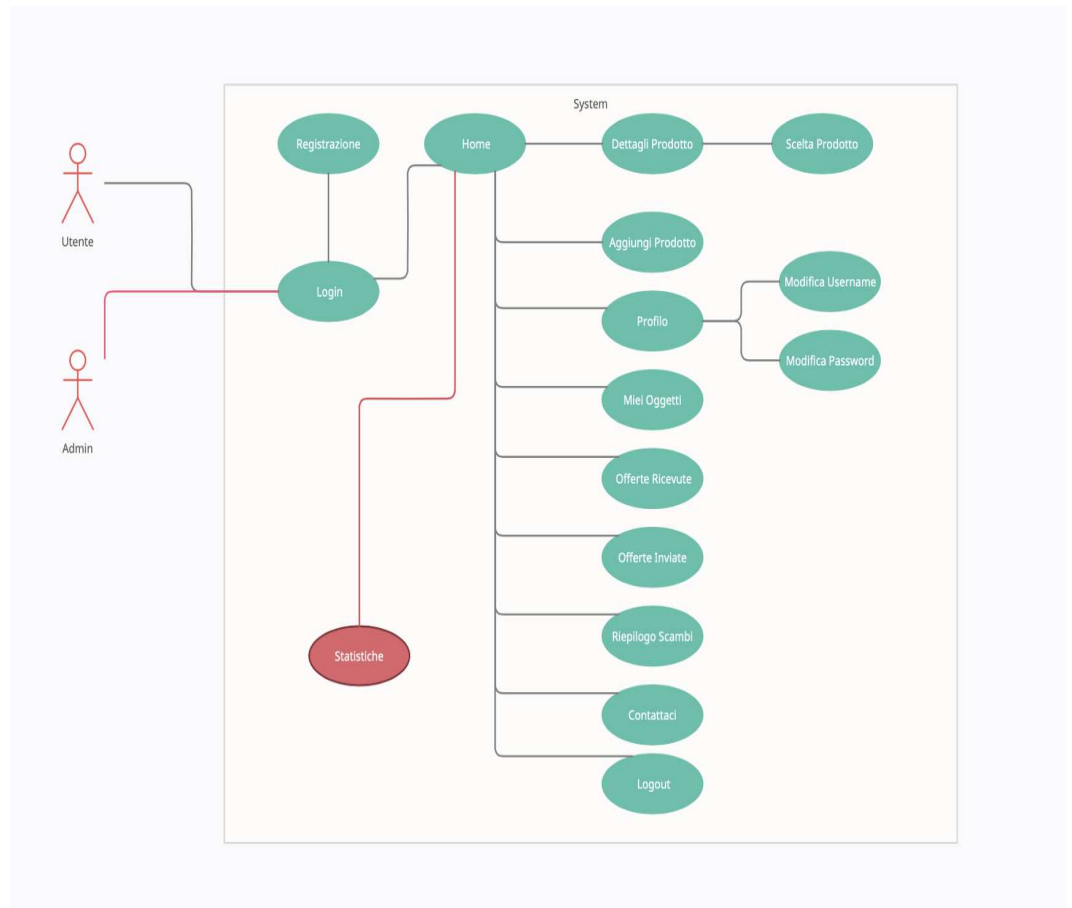 System
Registrazione
Home
Dettagli Prodotto
Scelta Prodotto
Utente
Aggiungi Prodotto
Login
Profilo
Modifica Username
Modifica Password
Admin
Miei Oggetti
Offerte Ricevute
Offerte Inviate
Riepilogo Scambi
Statistiche
Contattaci
Logout